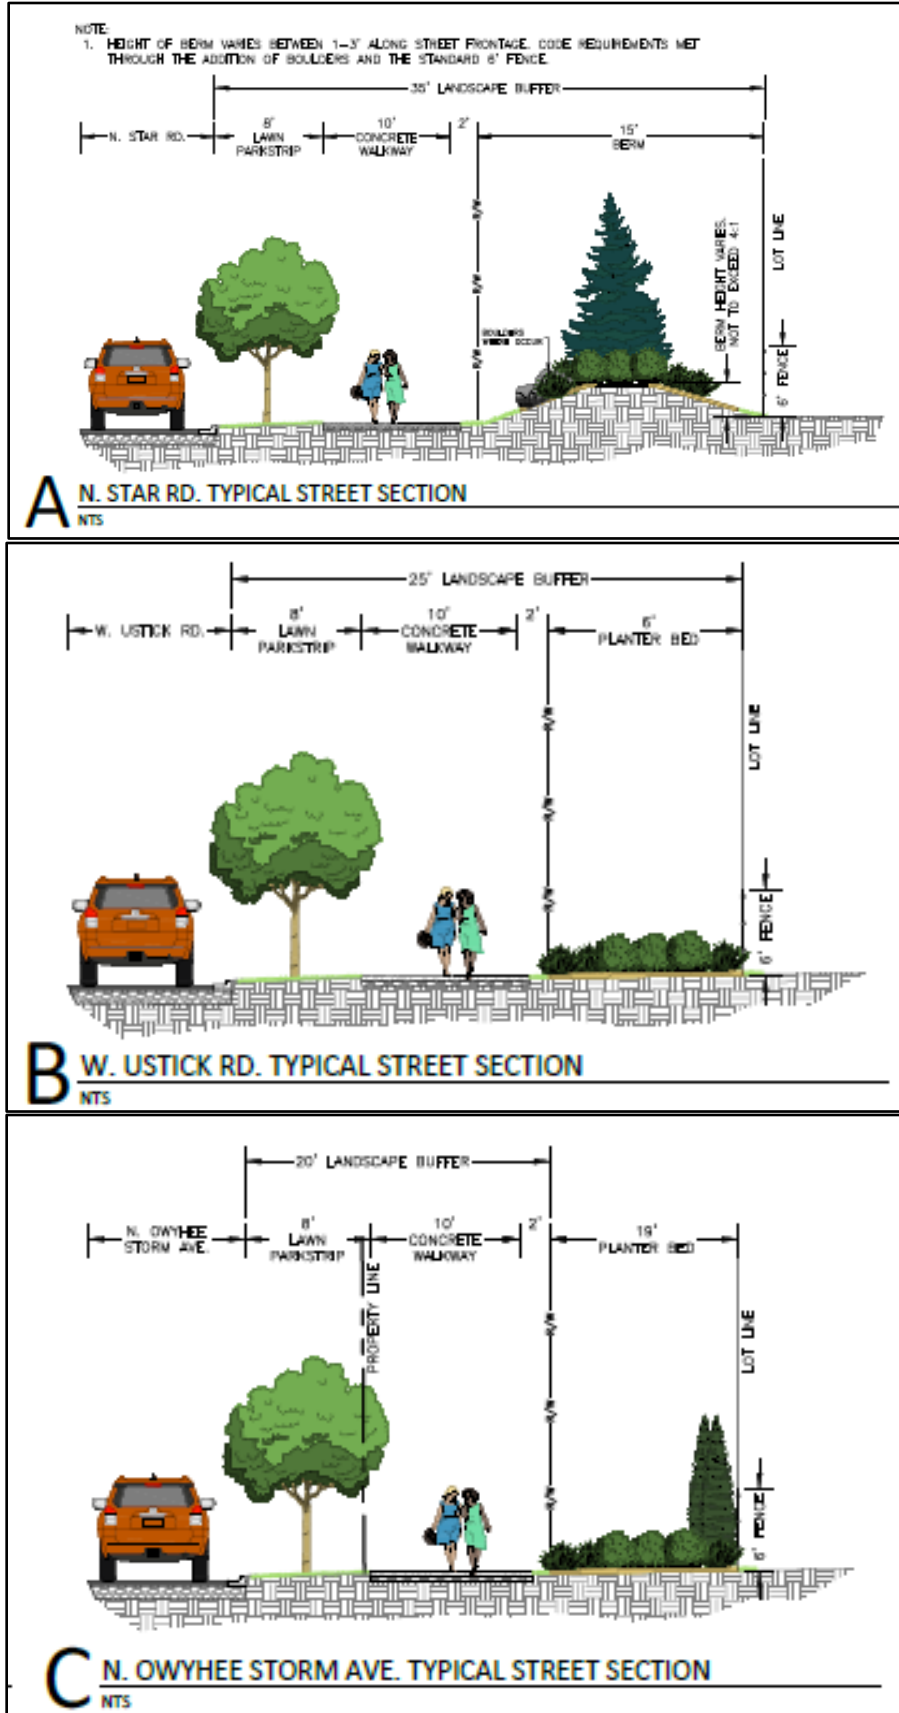 NOTE:
1. HEIGHT OF BERM VARIES BETWEEN 1-3' ALONG STREET FRONTAGE. CODE REQUIREMENTS MET
THROUGH THE ADDITION OF BOULDERS AND THE STANDARD 6' FENCE.
35' LANDSCAPE BUFFER
N. STAR RD.
8'
LAWN
PARKSTRIP
10'
CONCRETE
WALKWAY
2'
15'
BERM
R/W
R/W
R/W
BOULDERS
WHERE OCCUR
BERM HEIGHT VARIES.
NOT TO EXCEED 4:1
LOT LINE
6' FENCE
A N. STAR RD. TYPICAL STREET SECTION
NTS
25' LANDSCAPE BUFFER
W. USTICK RD.
8'
LAWN
PARKSTRIP
10'
CONCRETE
WALKWAY
2'
6'
PLANTER BED
R/W
R/W
R/W
LOT LINE
6' FENCE
B W. USTICK RD. TYPICAL STREET SECTION
NTS
20' LANDSCAPE BUFFER
N. OWYHEE
STORM AVE.
8'
LAWN
PARKSTRIP
10'
CONCRETE
WALKWAY
2'
19'
PLANTER BED
PROPERTY LINE
R/W
R/W
R/W
LOT LINE
6' FENCE
C N. OWYHEE STORM AVE. TYPICAL STREET SECTION
NTS